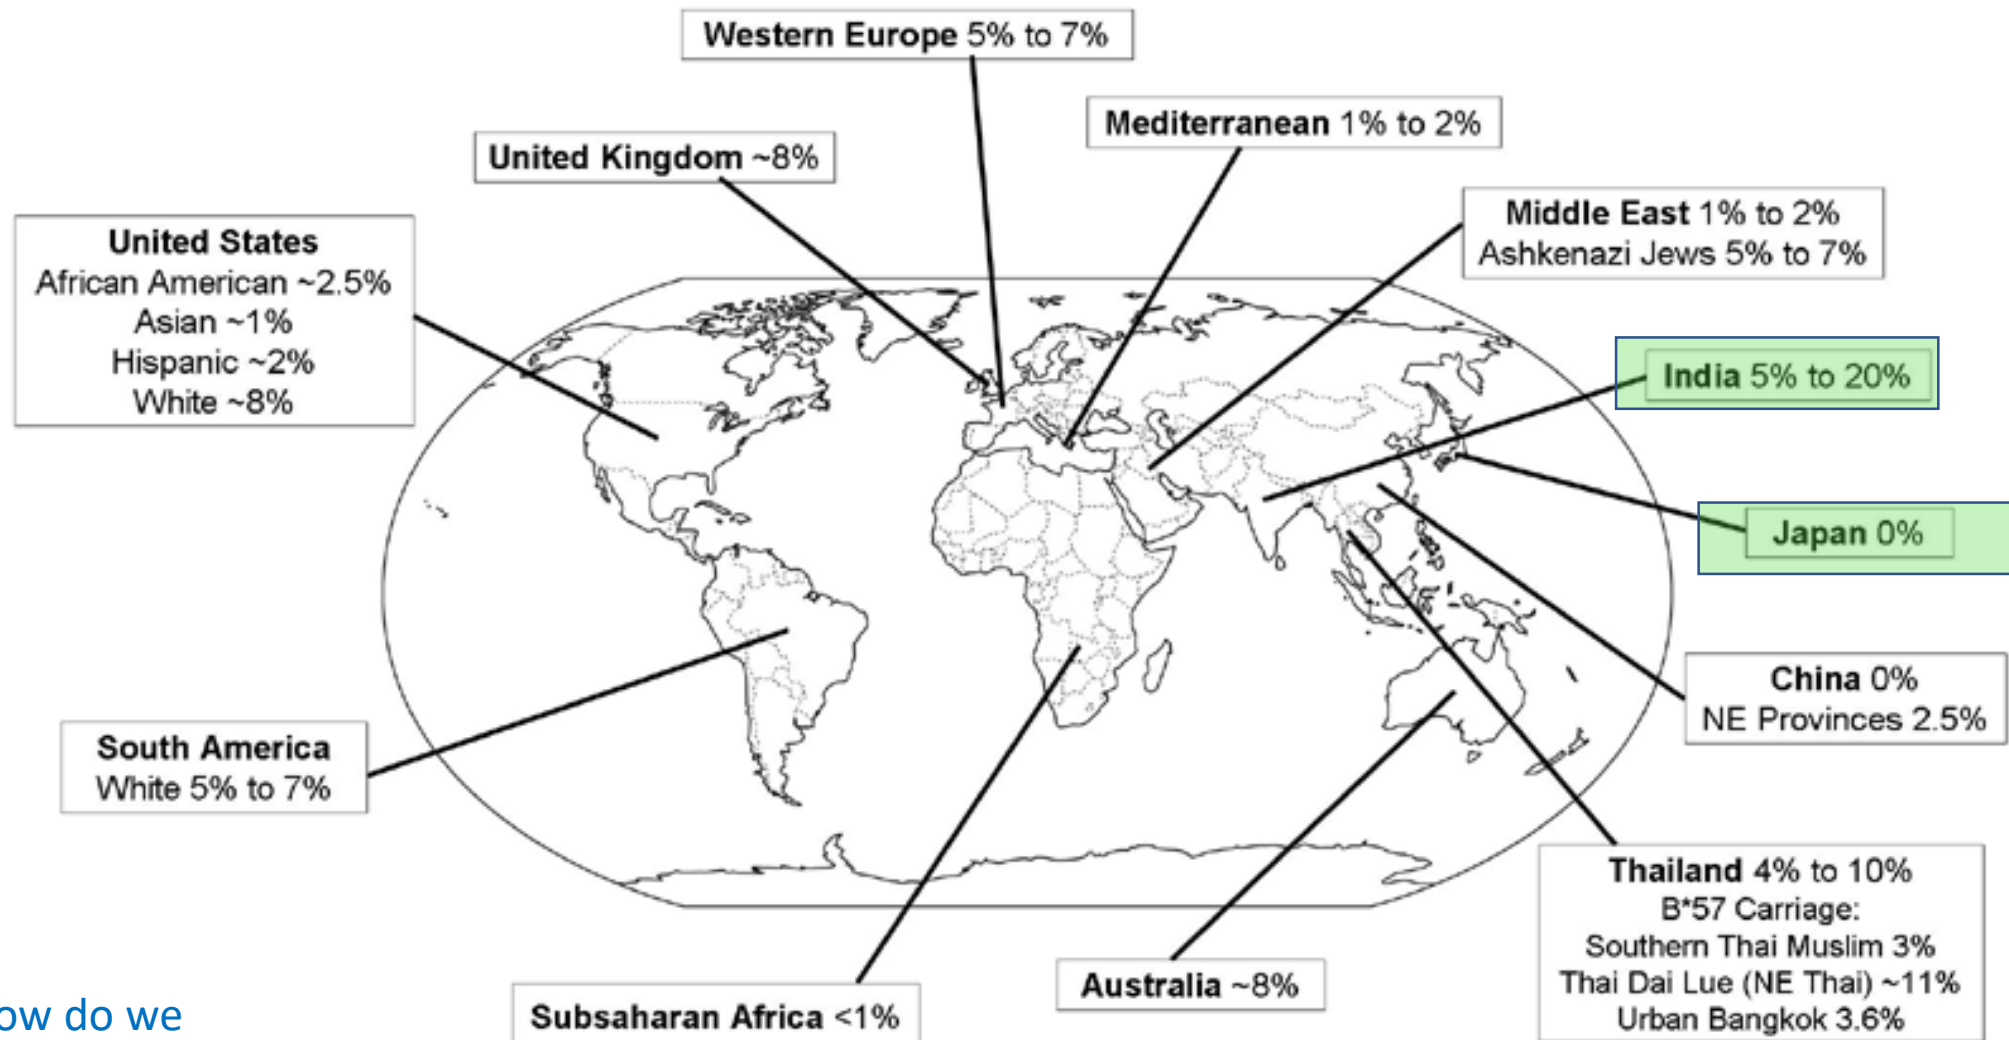 Western Europe 5% to 7%
Mediterranean 1% to 2%
United Kingdom ~8%
Middle East 1% to 2%
Ashkenazi Jews 5% to 7%
United States
African American ~2.5%
Asian ~1%
Hispanic ~2%
White ~8%
India 5% to 20%
Japan 0%
China 0%
NE Provinces 2.5%
South America
White 5% to 7%
Thailand 4% to 10%
B*57 Carriage:
Southern Thai Muslim 3%
Thai Dai Lue (NE Thai) ~11%
Urban Bangkok 3.6%
Australia ~8%
Subsaharan Africa <1%
ow do we